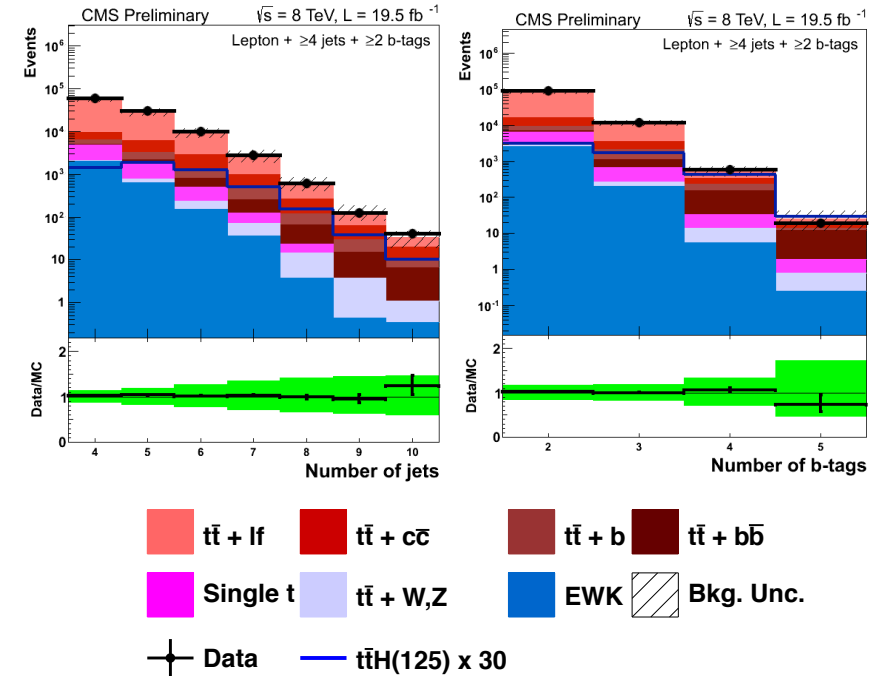 CMS Preliminary √s = 8 TeV, L = 19.5 fb⁻¹
Lepton + ≥4 jets + ≥2 b-tags
Events
10⁶
10⁵
10⁴
10³
10²
10
1
Data/MC
2
1
0
4 5 6 7 8 9 10
Number of jets
CMS Preliminary √s = 8 TeV, L = 19.5 fb⁻¹
Lepton + ≥4 jets + ≥2 b-tags
Events
10⁶
10⁵
10⁴
10³
10²
10
1
10⁻¹
Data/MC
2
1
0
2 3 4 5
Number of b-tags
tt̄ + lf tt̄ + cc̄ tt̄ + b tt̄ + bb̄
Single t tt̄ + W,Z EWK Bkg. Unc.
Data tt̄H(125) x 30